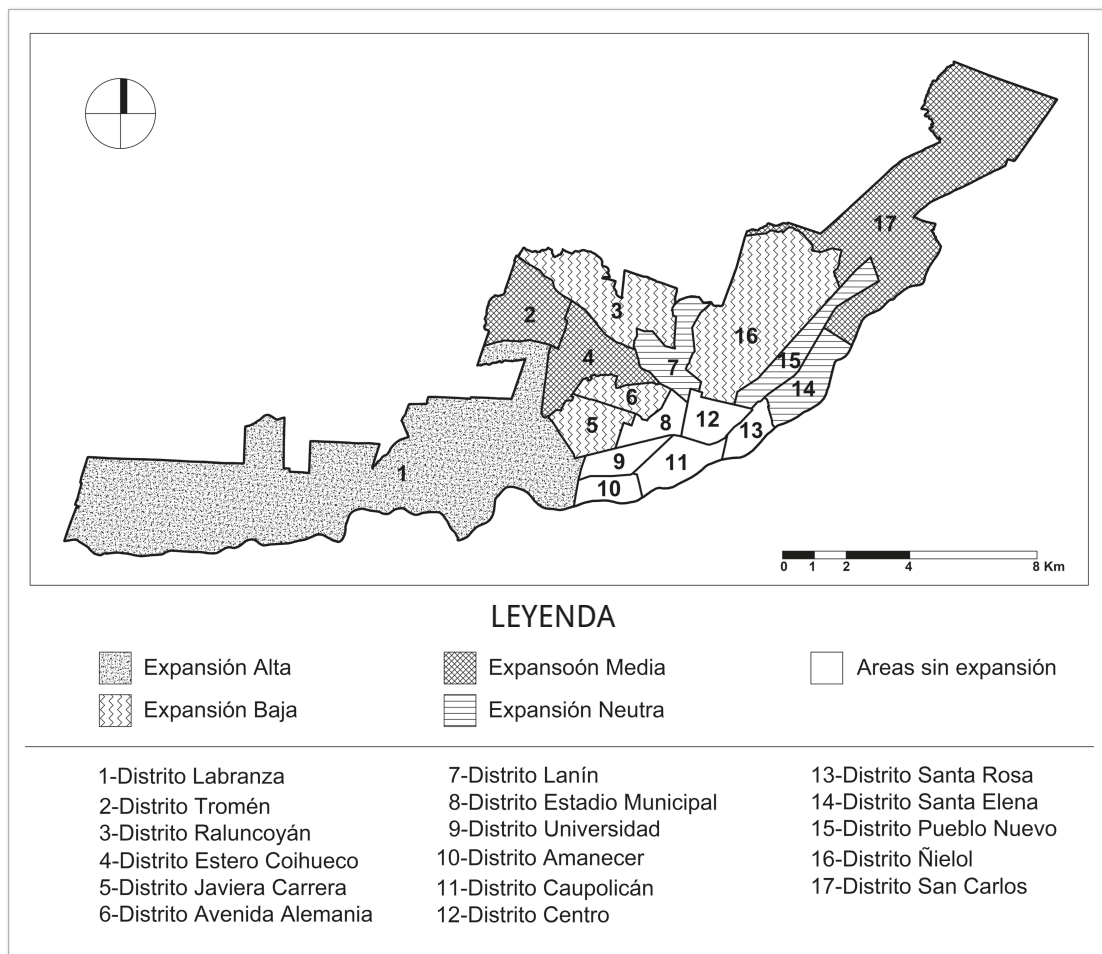 17
3
2
16
4
7
15
6
14
5
8
12
13
9
11
1
10
0 1 2 4 8 Km
LEYENDA
Expansión Alta
Expansoón Media
Areas sin expansión
Expansión Baja
Expansión Neutra
1-Distrito Labranza
2-Distrito Tromén
3-Distrito Raluncoyán
4-Distrito Estero Coihueco
5-Distrito Javiera Carrera
6-Distrito Avenida Alemania
7-Distrito Lanín
8-Distrito Estadio Municipal
9-Distrito Universidad
10-Distrito Amanecer
11-Distrito Caupolicán
12-Distrito Centro
13-Distrito Santa Rosa
14-Distrito Santa Elena
15-Distrito Pueblo Nuevo
16-Distrito Ñielol
17-Distrito San Carlos